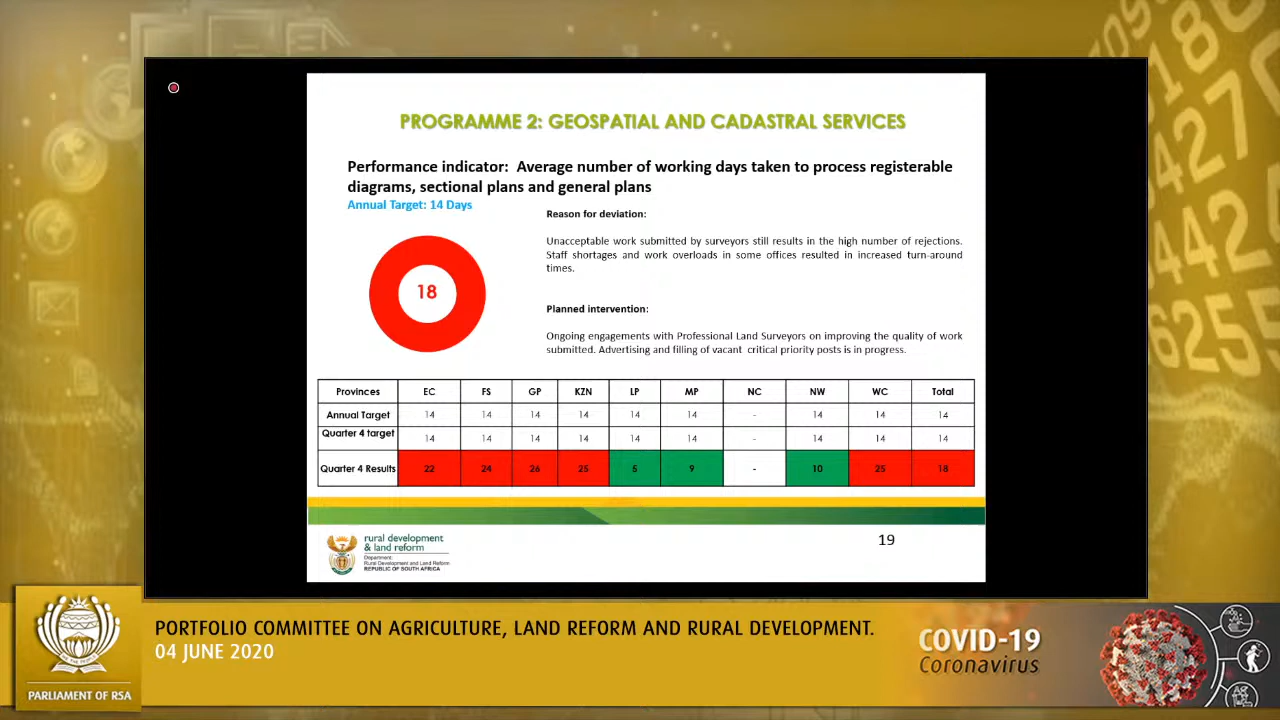 PROGRAMME 2: GEOSPATIAL AND CADASTRAL SERVICES
Performance indicator: Average number of working days taken to process registerable
diagrams, sectional plans and general plans
Annual Target: 14 Days
18
Reason for deviation:
Unacceptable work submitted by surveyors still results in the high number of rejections.
Staff shortages and work overloads in some offices resulted in increased turn-around
times.
Planned intervention:
Ongoing engagements with Professional Land Surveyors on improving the quality of work
submitted. Advertising and filling of vacant critical priority posts is in progress.
Provinces EC FS GP KZN LP MP NC NW WC Total
Annual Target 14 14 14 14 14 14 - 14 14 14
Quarter 4 target 14 14 14 14 14 14 - 14 14 14
Quarter 4 Results 22 24 26 25 5 9 - 10 25 18
rural development
& land reform
Department:
Rural Development and Land Reform
REPUBLIC OF SOUTH AFRICA
19
PORTFOLIO COMMITTEE ON AGRICULTURE, LAND REFORM AND RURAL DEVELOPMENT.
04 JUNE 2020
PARLIAMENT OF RSA
COVID-19
Coronavirus